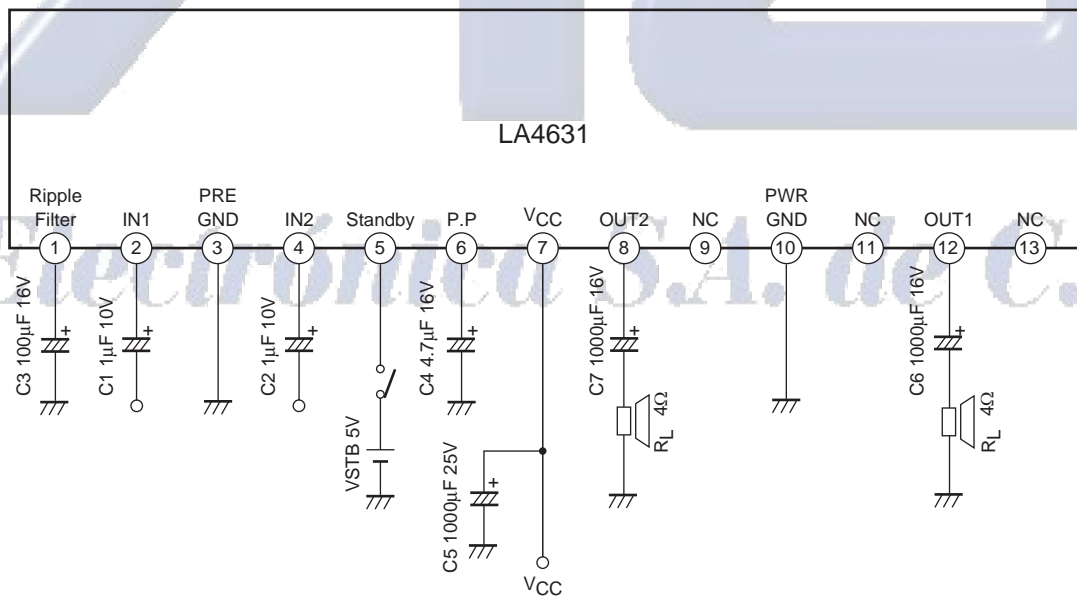 LA4631
Ripple
Filter
IN1
PRE
GND
IN2
Standby
P.P
VCC
OUT2
NC
PWR
GND
NC
OUT1
NC
1
2
3
4
5
6
7
8
9
10
11
12
13
C3 100µF 16V
+
C1 1µF 10V
+
C2 1µF 10V
+
VSTB 5V
C4 4.7µF 16V
+
C5 1000µF 25V
+
VCC
C7 1000µF 16V
+
RL 4Ω
C6 1000µF 16V
+
RL 4Ω
Electrónica S.A. de C.